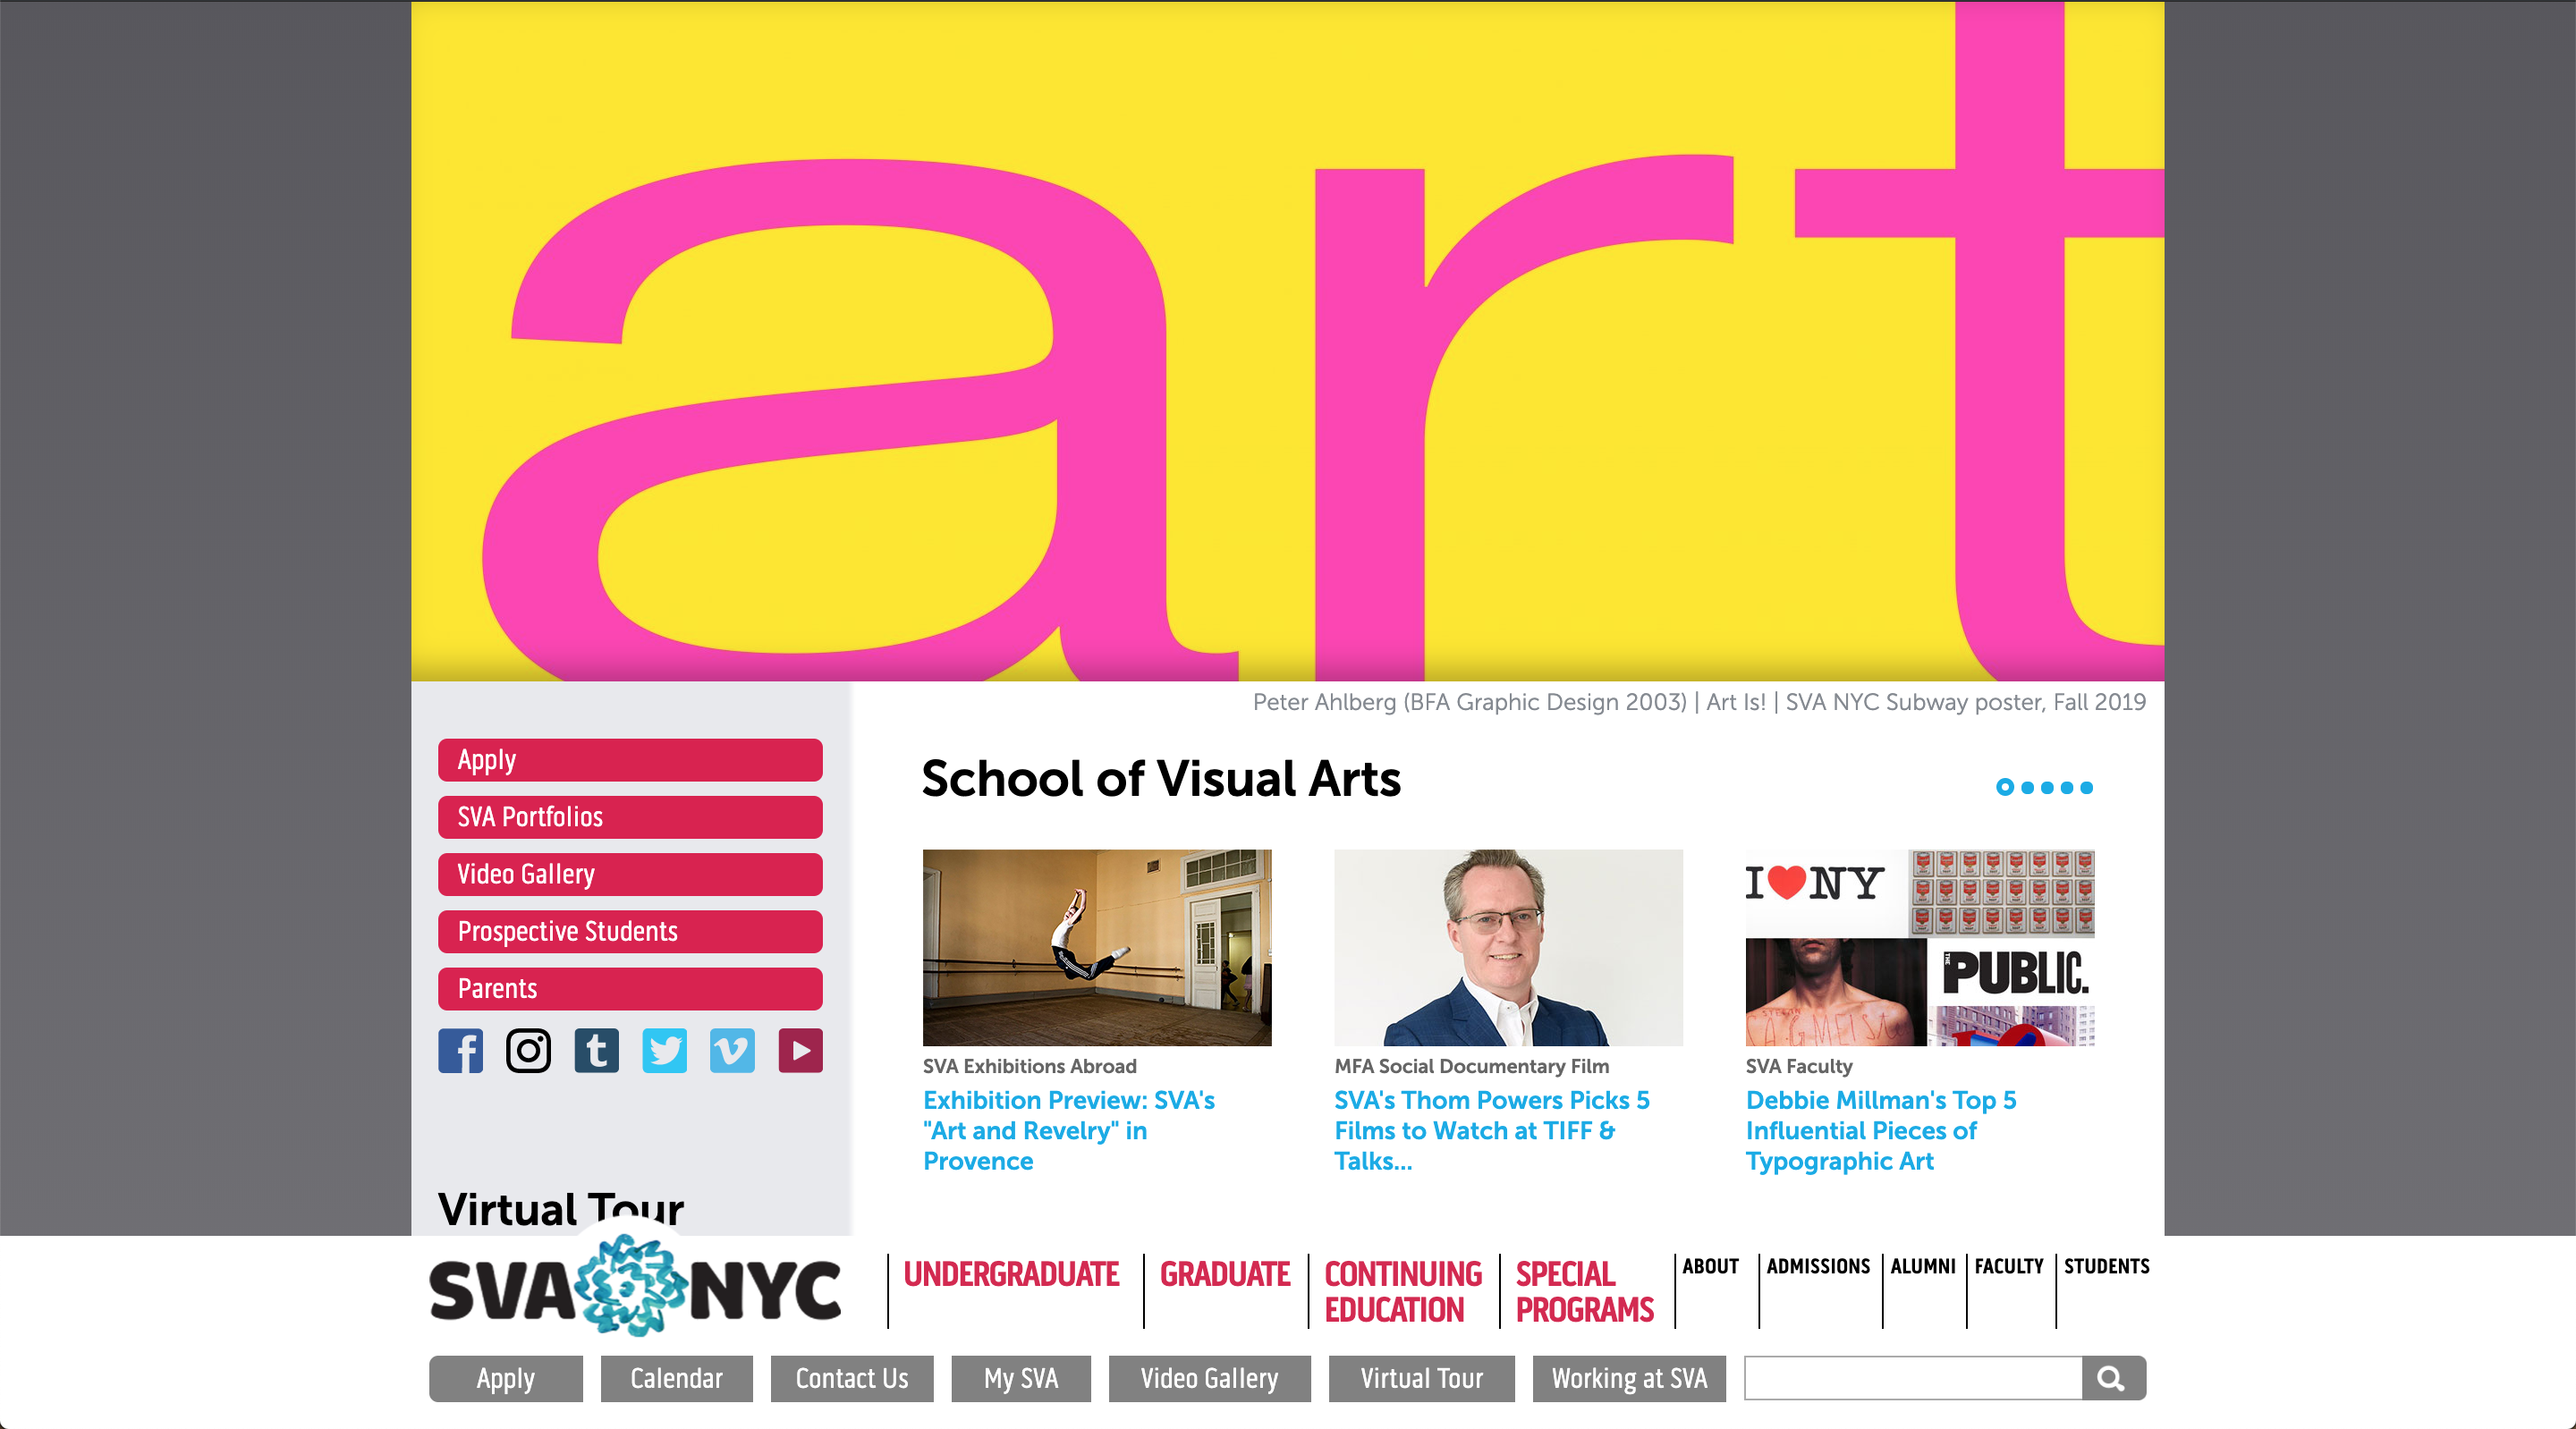 art
Peter Ahlberg (BFA Graphic Design 2003) | Art Is! | SVA NYC Subway poster, Fall 2019
Apply
SVA Portfolios
Video Gallery
Prospective Students
Parents
Virtual Tour
School of Visual Arts
I❤NY
THE PUBLIC.
SVA Exhibitions Abroad
Exhibition Preview: SVA's
"Art and Revelry" in
Provence
MFA Social Documentary Film
SVA's Thom Powers Picks 5
Films to Watch at TIFF &
Talks...
SVA Faculty
Debbie Millman's Top 5
Influential Pieces of
Typographic Art
SVA NYC
UNDERGRADUATE
GRADUATE
CONTINUING
EDUCATION
SPECIAL
PROGRAMS
ABOUT
ADMISSIONS
ALUMNI
FACULTY
STUDENTS
Apply
Calendar
Contact Us
My SVA
Video Gallery
Virtual Tour
Working at SVA